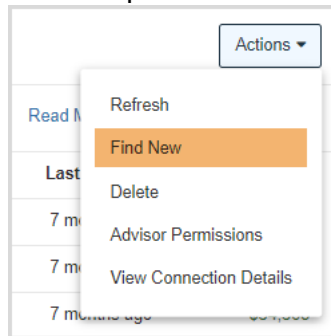 Actions
Read
Refresh
Find New
Last
Delete
7
Advisor Permissions
7
View Connection Details
7 months ago